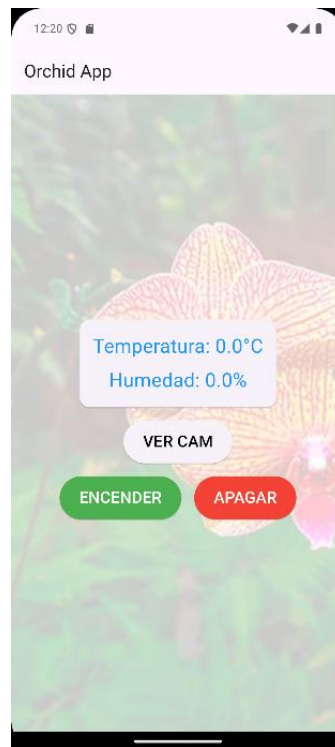 12:20
Orchid App
Temperatura: 0.0°C
Humedad: 0.0%
VER CAM
ENCENDER APAGAR